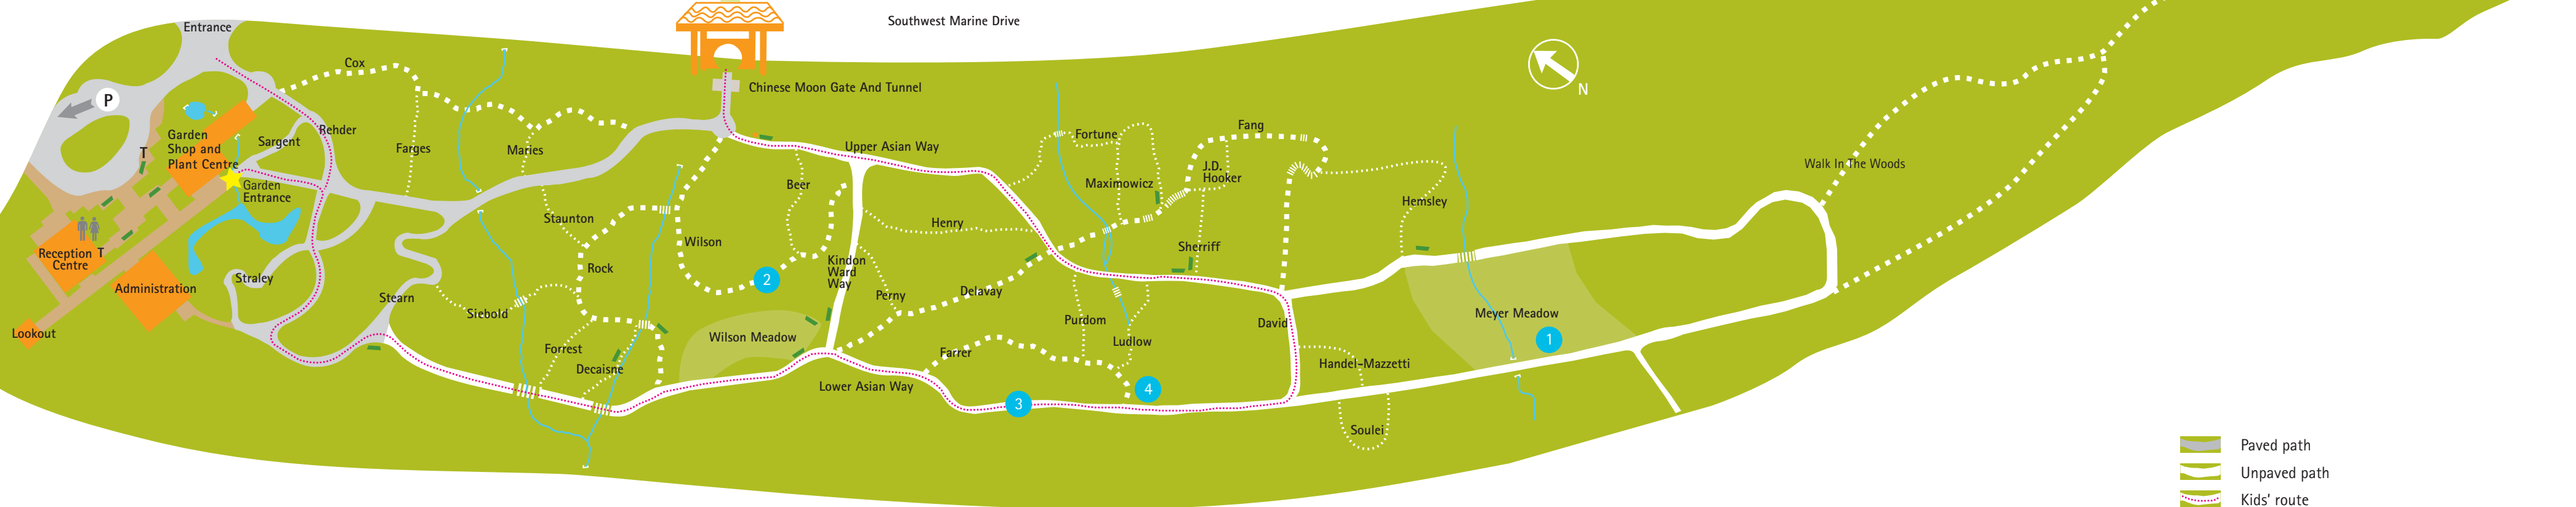 Southwest Marine Drive
Entrance
Cox
P
Chinese Moon Gate And Tunnel
N
Garden
Shop and
Plant Centre
Sargent
Rehder
Farges
Maries
T
Upper Asian Way
Fortune
Fang
Walk In The Woods
Garden
Entrance
Beer
Maximowicz
J.D.
Hooker
Hemsley
Staunton
Henry
Wilson
Sherriff
Reception T
Centre
Rock
Kindon
Ward
Way
2
Straley
Administration
Stearn
Perny
Delavay
Siebold
Purdom
David
Meyer Meadow
Lookout
Wilson Meadow
Ludlow
1
Forrest
Farrer
Decaisne
Handel-Mazzetti
Lower Asian Way
4
3
Soulei
Paved path
Unpaved path
Kids' route